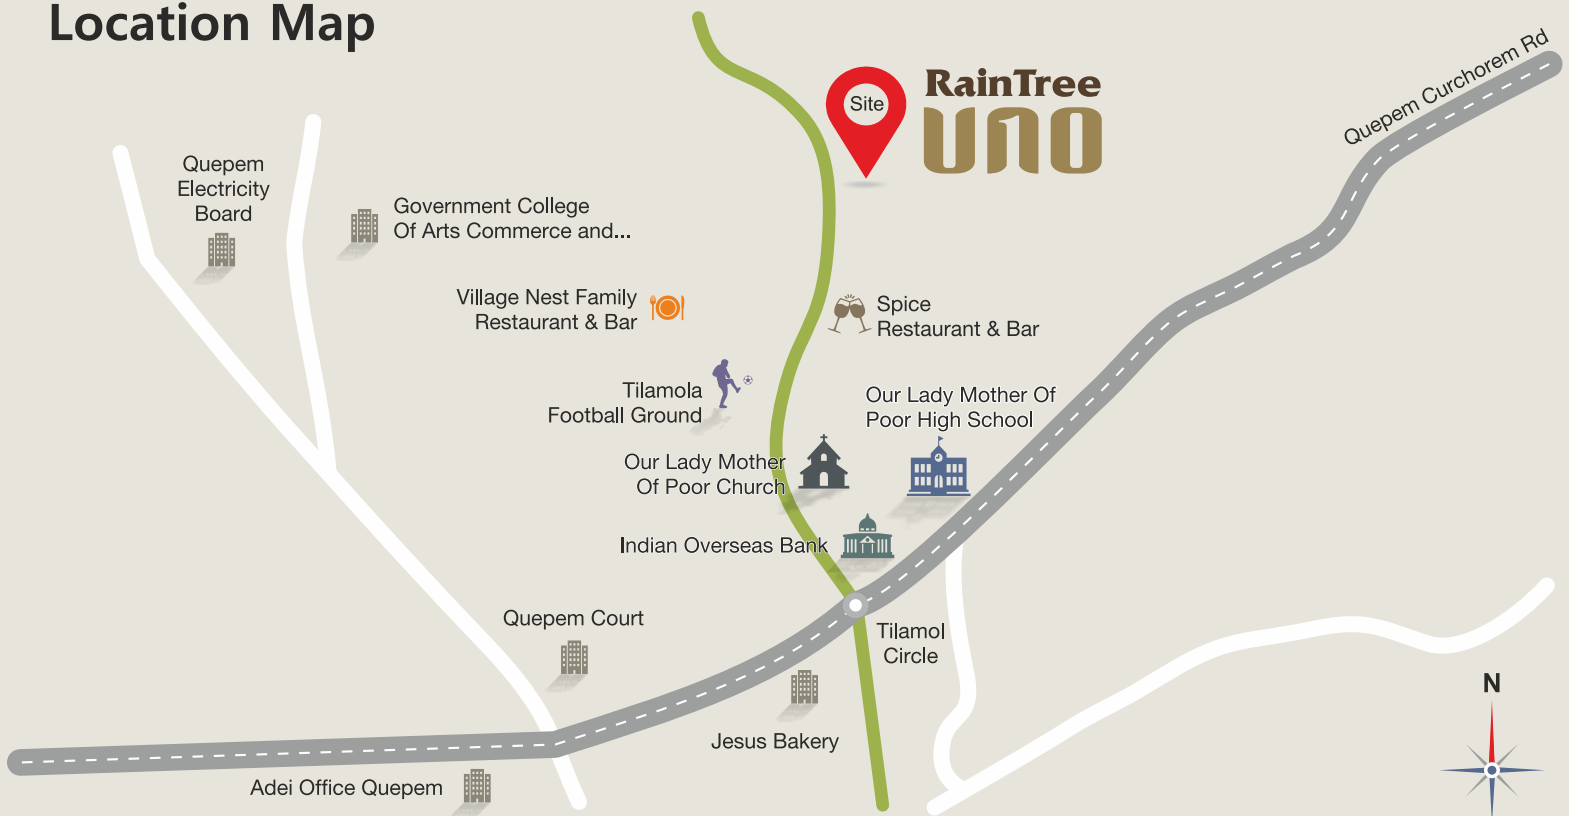 Location Map
Quepem Curchorem Rd
Site
RainTree
UNO
Quepem
Electricity
Board
Government College
Of Arts Commerce and...
Village Nest Family
Restaurant & Bar
Spice
Restaurant & Bar
Tilamola
Football Ground
Our Lady Mother Of
Poor High School
Our Lady Mother
Of Poor Church
Indian Overseas Bank
Quepem Court
Tilamol
Circle
Jesus Bakery
Adei Office Quepem
N